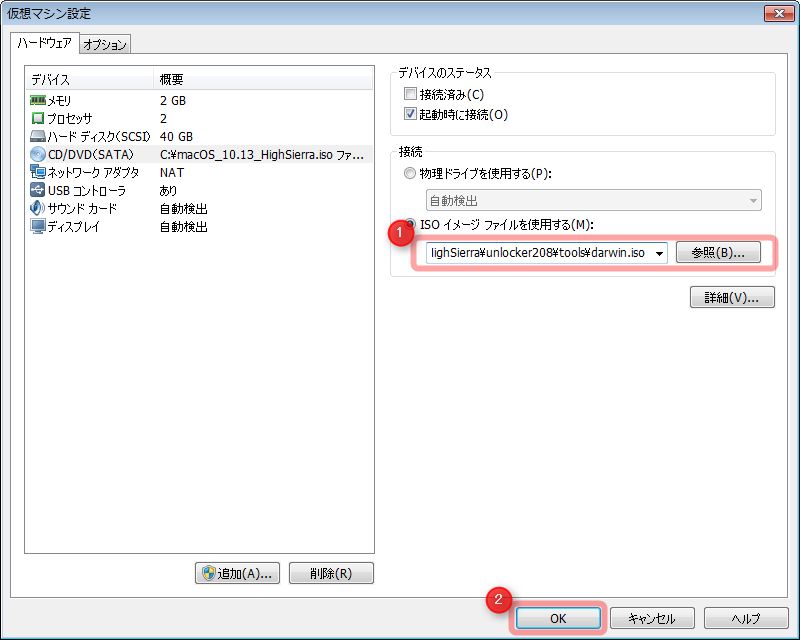 仮想マシン設定
ハードウェア オプション
デバイス 概要
メモリ 2 GB
プロセッサ 2
ハード ディスク(SCSI) 40 GB
CD/DVD(SATA) C:¥macOS_10.13_HighSierra.iso ファ...
ネットワーク アダプタ NAT
USB コントローラ あり
サウンド カード 自動検出
ディスプレイ 自動検出
追加(A)... 削除(R)
デバイスのステータス
接続済み(C)
起動時に接続(O)
接続
物理ドライブを使用する(P):
自動検出
1 ISO イメージ ファイルを使用する(M):
lighSierra¥unlocker208¥tools¥darwin.iso 参照(B)...
詳細(V)...
2 OK キャンセル ヘルプ